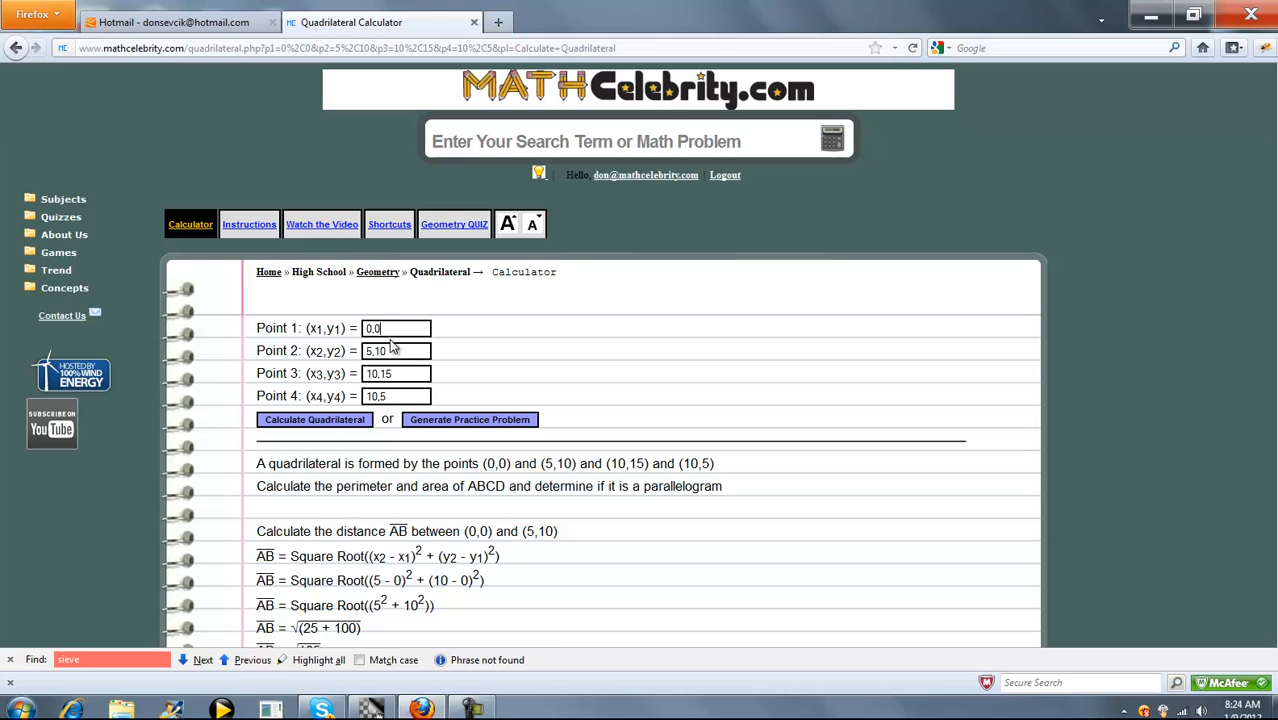 Firefox
Hotmail - donsevcik@hotmail.com
MC Quadrilateral Calculator
MC www.mathcelebrity.com/quadrilateral.php?p1=0%2C0&p2=5%2C10&p3=10%2C15&p4=10%2C5&pl=Calculate+Quadrilateral
Google
MATHCelebrity.com
Enter Your Search Term or Math Problem
Hello, don@mathcelebrity.com | Logout
Subjects
Quizzes
About Us
Games
Trend
Concepts
Contact Us
HOSTED BY
100% WIND
ENERGY
SUBSCRIBE ON
YouTube
Calculator Instructions Watch the Video Shortcuts Geometry QUIZ A A
Home » High School » Geometry » Quadrilateral → Calculator
Point 1: (x1,y1) = 0,0
Point 2: (x2,y2) = 5,10
Point 3: (x3,y3) = 10,15
Point 4: (x4,y4) = 10,5
Calculate Quadrilateral or Generate Practice Problem
A quadrilateral is formed by the points (0,0) and (5,10) and (10,15) and (10,5)
Calculate the perimeter and area of ABCD and determine if it is a parallelogram
Calculate the distance AB between (0,0) and (5,10)
AB = Square Root((x2 - x1)2 + (y2 - y1)2)
AB = Square Root((5 - 0)2 + (10 - 0)2)
AB = Square Root((52 + 102))
AB = √(25 + 100)
Find: sieve Next Previous Highlight all Match case Phrase not found
Secure Search McAfee
8:24 AM